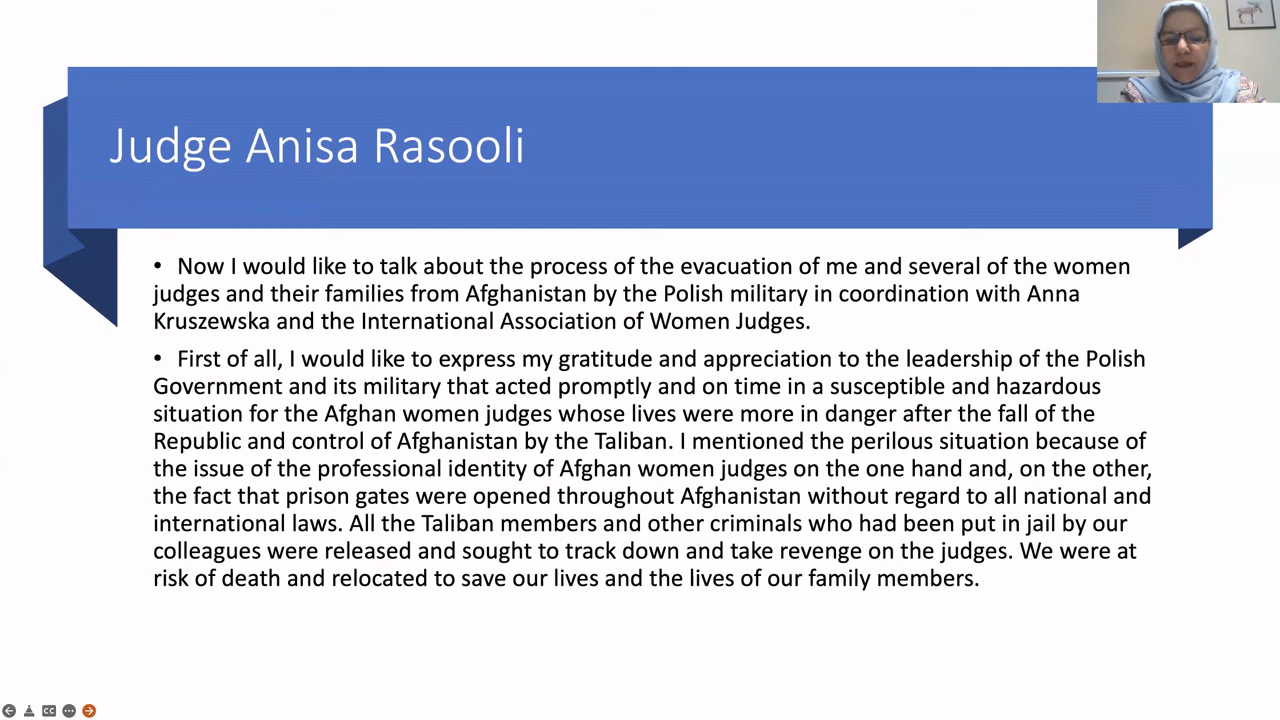 Judge Anisa Rasooli
• Now I would like to talk about the process of the evacuation of me and several of the women
judges and their families from Afghanistan by the Polish military in coordination with Anna
Kruszewska and the International Association of Women Judges.
• First of all, I would like to express my gratitude and appreciation to the leadership of the Polish
Government and its military that acted promptly and on time in a susceptible and hazardous
situation for the Afghan women judges whose lives were more in danger after the fall of the
Republic and control of Afghanistan by the Taliban. I mentioned the perilous situation because of
the issue of the professional identity of Afghan women judges on the one hand and, on the other,
the fact that prison gates were opened throughout Afghanistan without regard to all national and
international laws. All the Taliban members and other criminals who had been put in jail by our
colleagues were released and sought to track down and take revenge on the judges. We were at
risk of death and relocated to save our lives and the lives of our family members.
CC